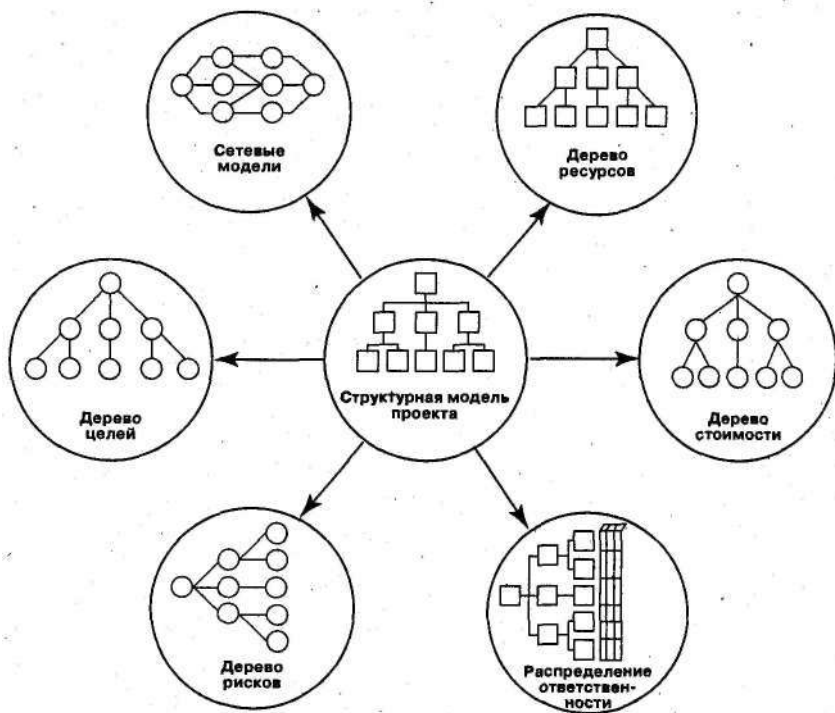 Сетевые
модели
Дерево
ресурсов
Структурная модель
проекта
Дерево
целей
Дерево
стоимости
Дерево
рисков
Распределение
ответствен-
ности